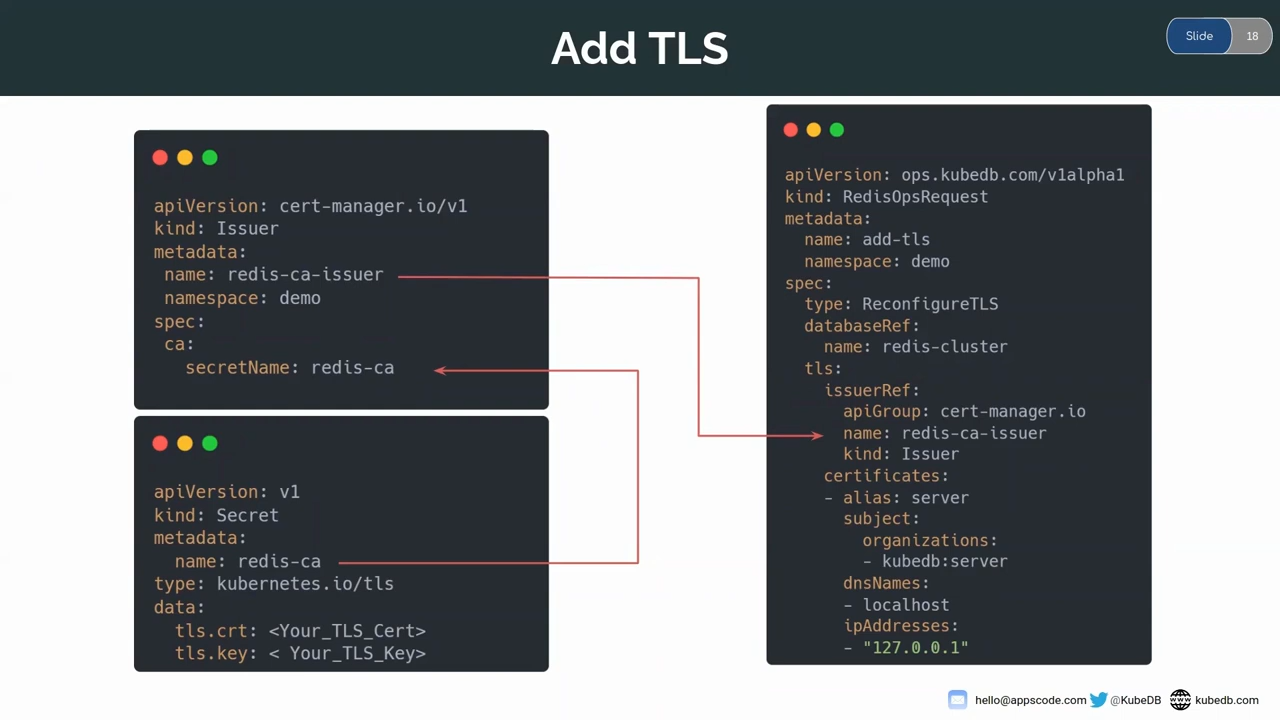 Add TLS
Slide 18
apiVersion: cert-manager.io/v1
kind: Issuer
metadata:
 name: redis-ca-issuer
 namespace: demo
spec:
 ca:
   secretName: redis-ca
apiVersion: v1
kind: Secret
metadata:
  name: redis-ca
type: kubernetes.io/tls
data:
  tls.crt: <Your_TLS_Cert>
  tls.key: < Your_TLS_Key>
apiVersion: ops.kubedb.com/v1alpha1
kind: RedisOpsRequest
metadata:
  name: add-tls
  namespace: demo
spec:
  type: ReconfigureTLS
  databaseRef:
    name: redis-cluster
  tls:
    issuerRef:
      apiGroup: cert-manager.io
      name: redis-ca-issuer
      kind: Issuer
    certificates:
    - alias: server
      subject:
        organizations:
        - kubedb:server
      dnsNames:
      - localhost
      ipAddresses:
      - "127.0.0.1"
hello@appscode.com @KubeDB www kubedb.com